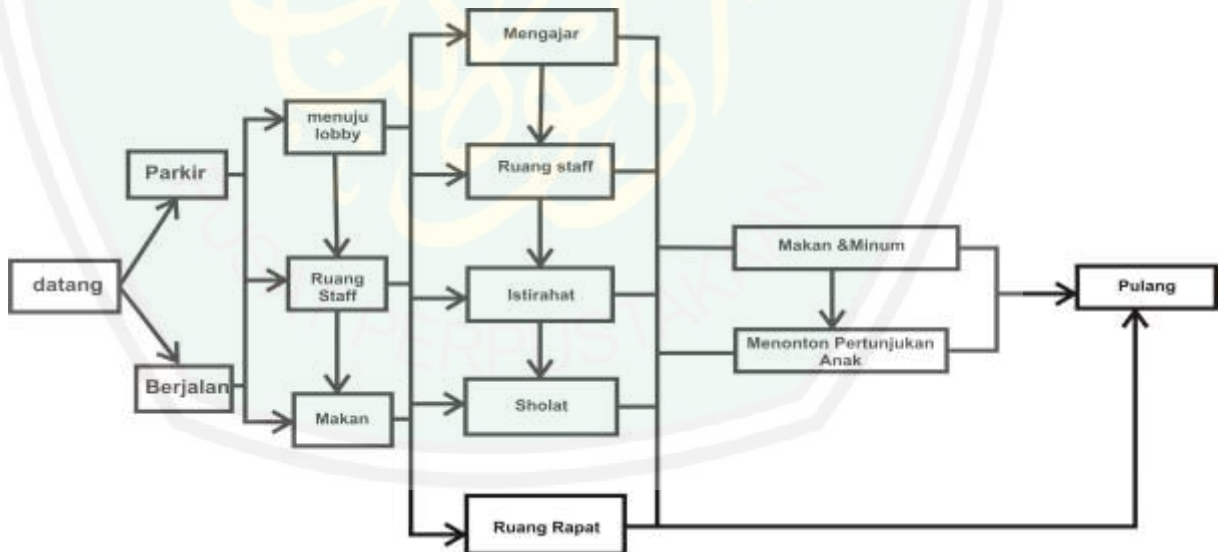 Mengajar
menuju
lobby
Parkir
Ruang staff
datang
Ruang
Staff
Istirahat
Makan &Minum
Pulang
Menonton Pertunjukan
Anak
Berjalan
Makan
Sholat
Ruang Rapat